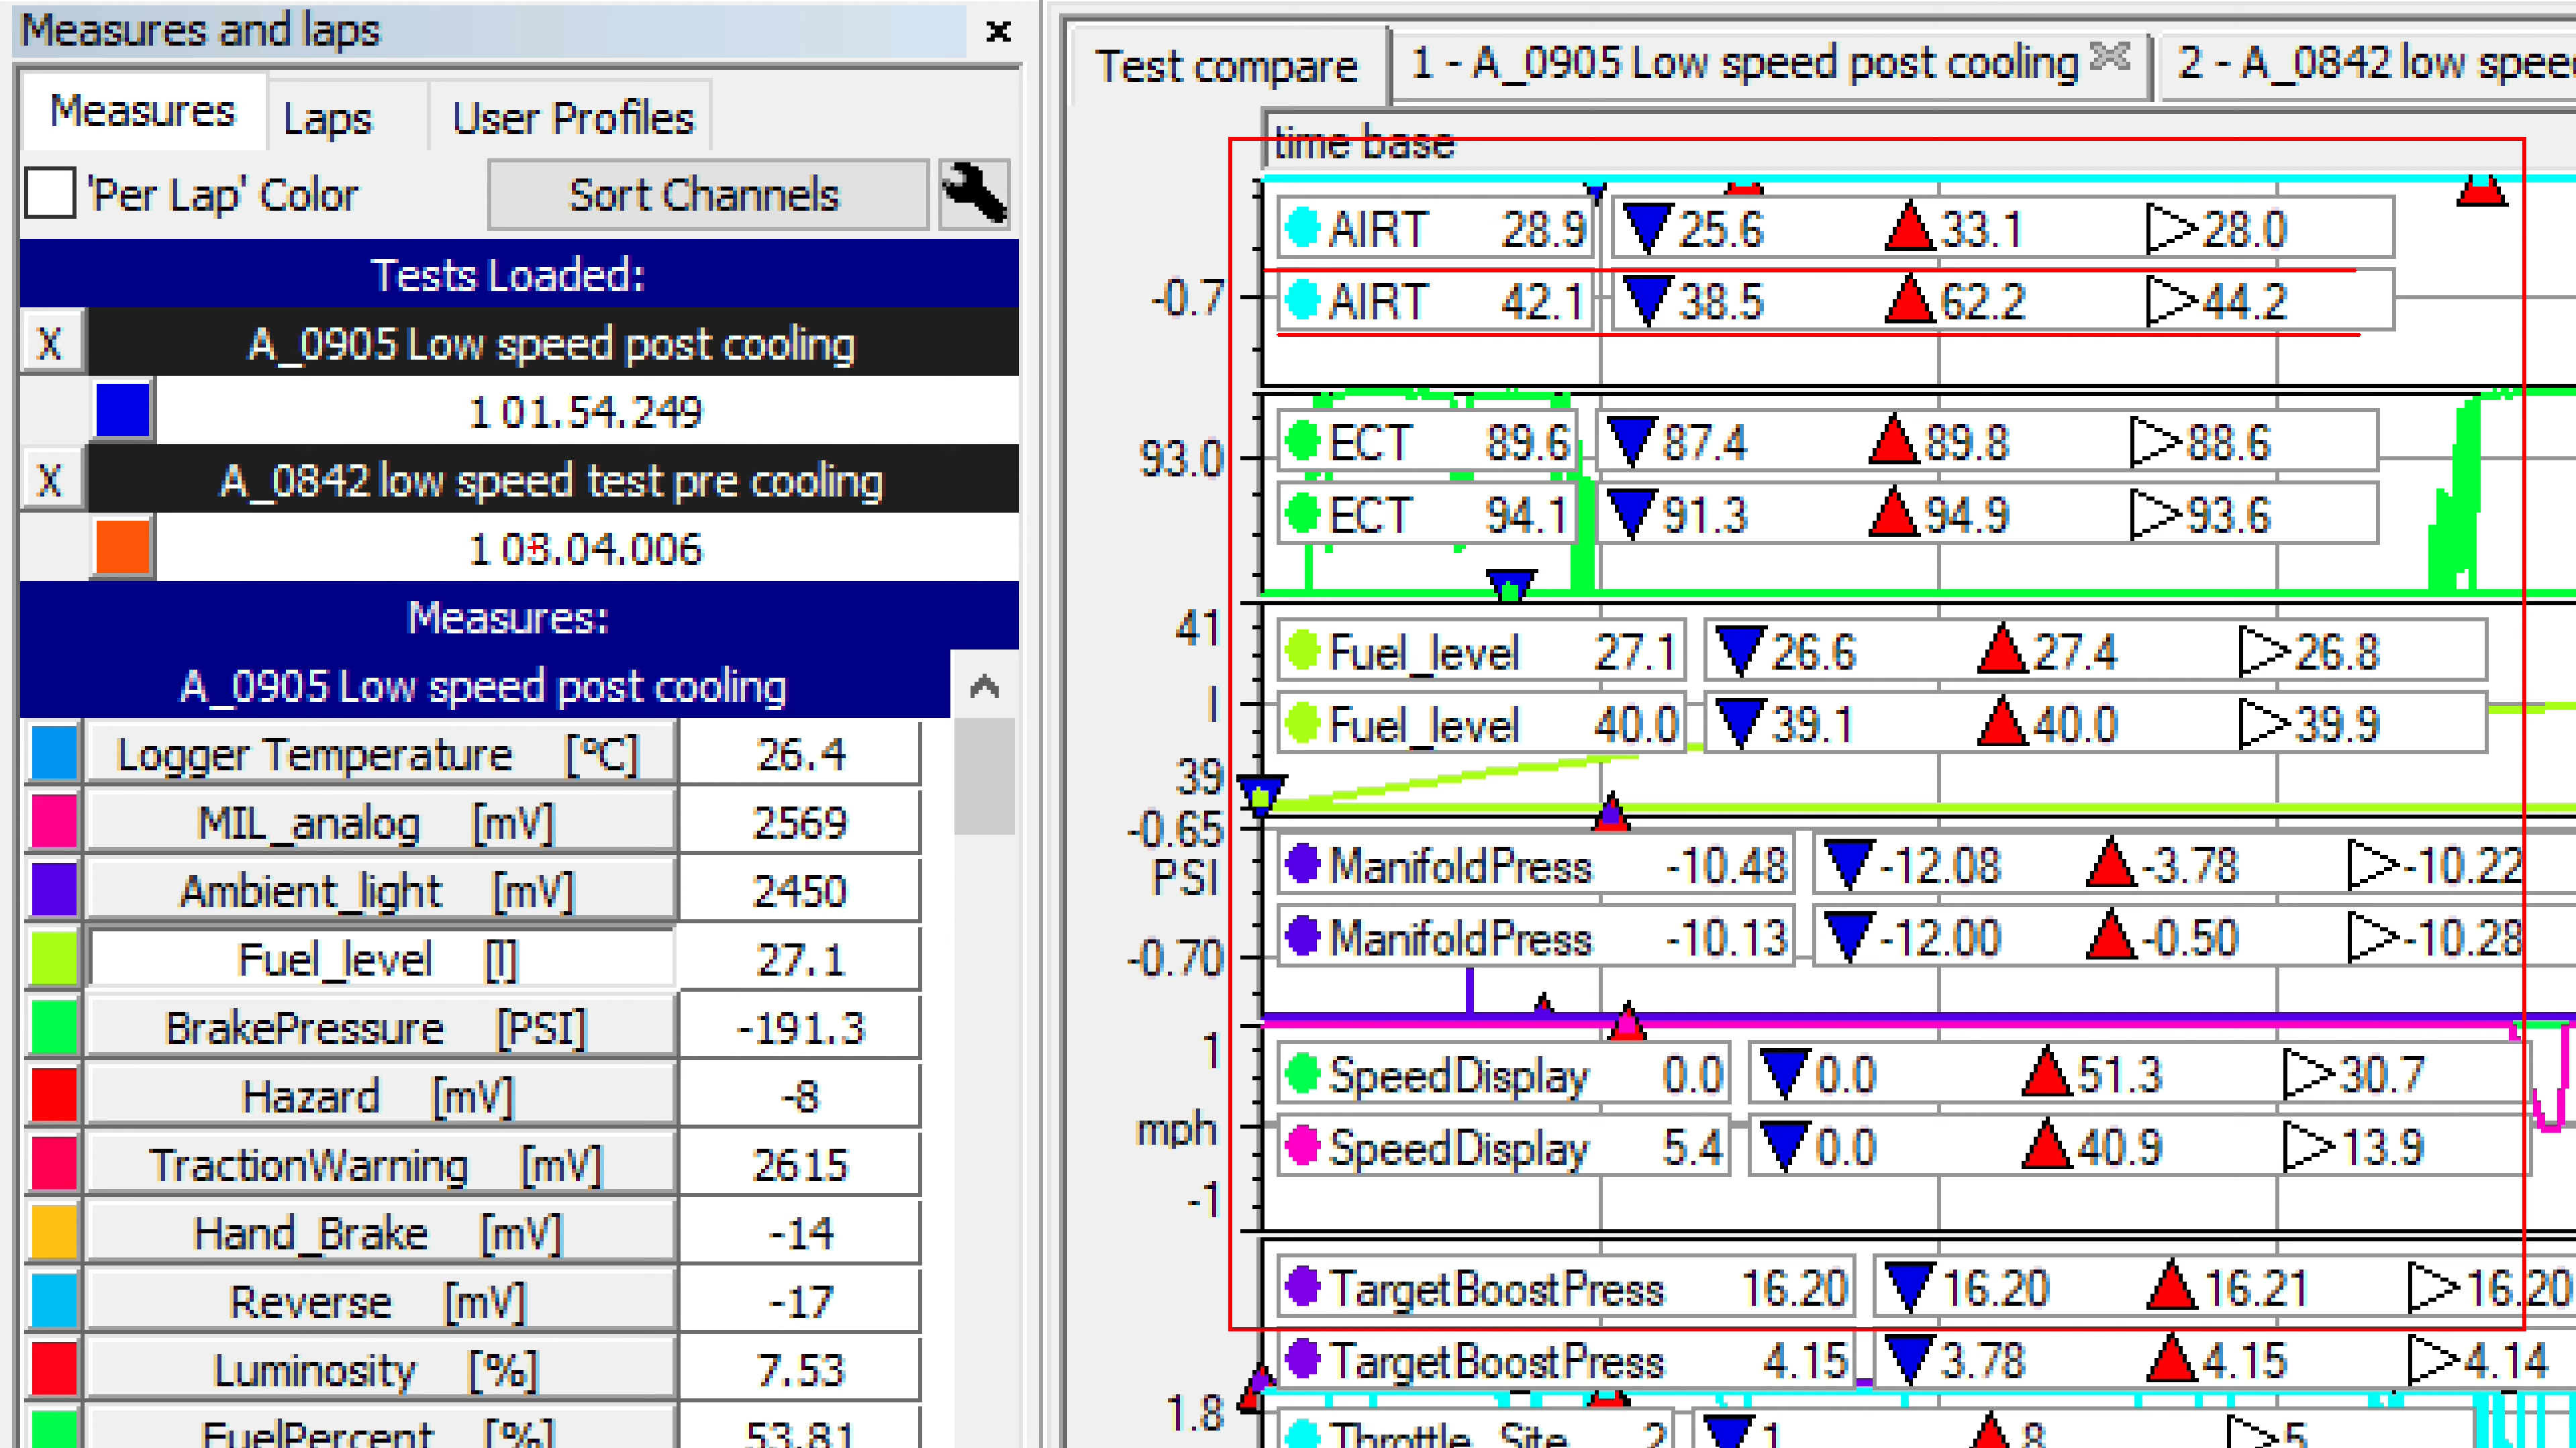 Measures and laps
Measures Laps User Profiles
'Per Lap' Color Sort Channels
Tests Loaded:
X A_0905 Low speed post cooling
1 01.54.249
X A_0842 low speed test pre cooling
1 03.04.006
Measures:
A_0905 Low speed post cooling
Logger Temperature [°C] 26.4
MIL_analog [mV] 2569
Ambient_light [mV] 2450
Fuel_level [l] 27.1
BrakePressure [PSI] -191.3
Hazard [mV] -8
TractionWarning [mV] 2615
Hand_Brake [mV] -14
Reverse [mV] -17
Luminosity [%] 7.53
FuelPercent [%] 53.81
Test compare 1 - A_0905 Low speed post cooling 2 - A_0842 low speed
time base
AIRT 28.9 25.6 33.1 28.0
-0.7 AIRT 42.1 38.5 62.2 44.2
93.0 ECT 89.6 87.4 89.8 88.6
ECT 94.1 91.3 94.9 93.6
41 Fuel_level 27.1 26.6 27.4 26.8
l Fuel_level 40.0 39.1 40.0 39.9
39
-0.65
PSI ManifoldPress -10.48 -12.08 -3.78 -10.22
-0.70 ManifoldPress -10.13 -12.00 -0.50 -10.28
1 SpeedDisplay 0.0 0.0 51.3 30.7
mph SpeedDisplay 5.4 0.0 40.9 13.9
-1
TargetBoostPress 16.20 16.20 16.21 16.20
TargetBoostPress 4.15 3.78 4.15 4.14
1.8 Throttle_Site 2 1 8 5